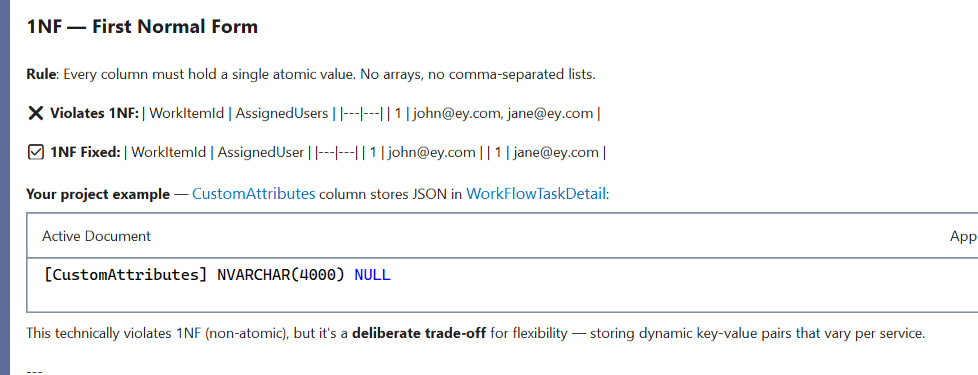 1NF — First Normal Form
Rule: Every column must hold a single atomic value. No arrays, no comma-separated lists.
❌ Violates 1NF: | WorkItemId | AssignedUsers | |---|---| | 1 | john@ey.com, jane@ey.com |
☑ 1NF Fixed: | WorkItemId | AssignedUser | |---|---| | 1 | john@ey.com | | 1 | jane@ey.com |
Your project example — CustomAttributes column stores JSON in WorkFlowTaskDetail:
Active Document App
[CustomAttributes] NVARCHAR(4000) NULL
This technically violates 1NF (non-atomic), but it's a deliberate trade-off for flexibility — storing dynamic key-value pairs that vary per service.
---